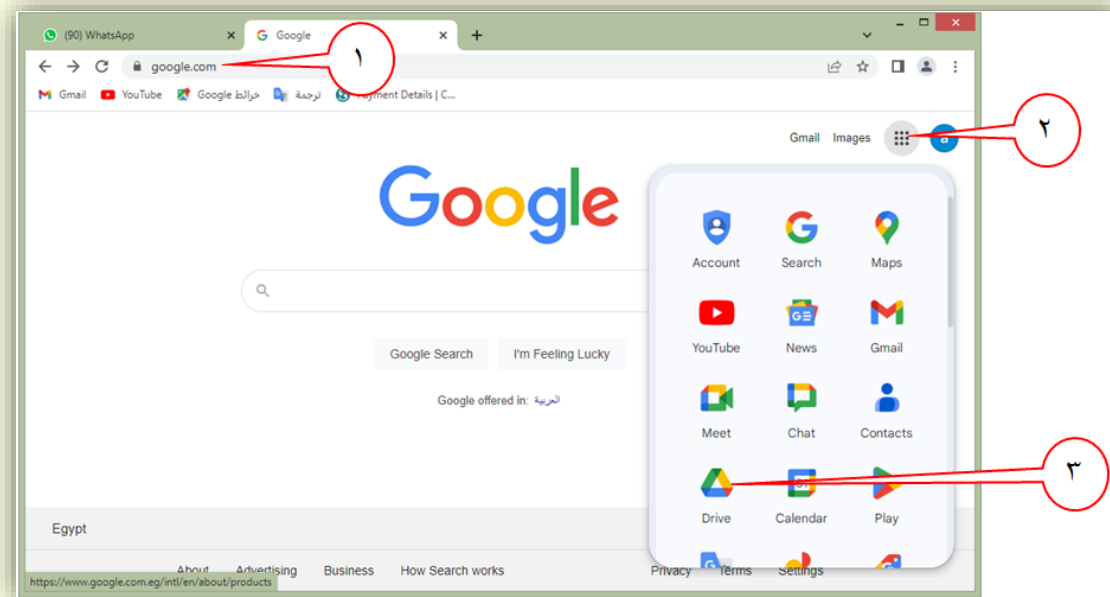 (90) WhatsApp
Google
١
google.com
Gmail YouTube خرائط Google ترجمة Payment Details | C...
Gmail Images a
٢
Google
Account Search Maps
YouTube News Gmail
Google Search I'm Feeling Lucky
Google offered in: العربية
Meet Chat Contacts
٣
Drive Calendar Play
Egypt
About Advertising Business How Search works Privacy Terms Settings
https://www.google.com.eg/intl/en/about/products